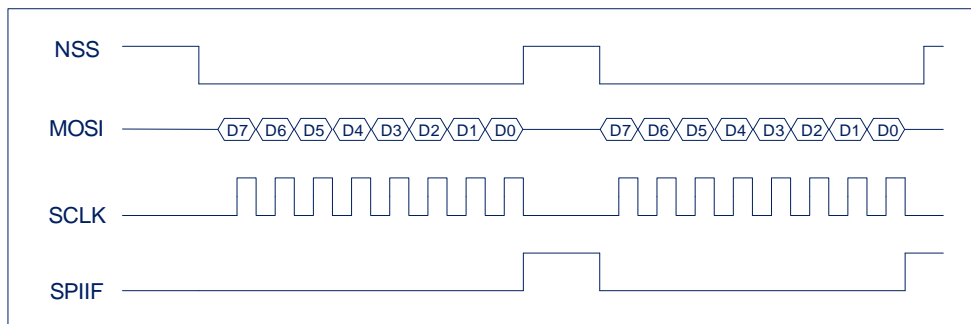 NSS
MOSI D7 D6 D5 D4 D3 D2 D1 D0 D7 D6 D5 D4 D3 D2 D1 D0
SCLK
SPIIF